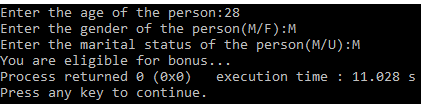 Enter the age of the person:28
Enter the gender of the person(M/F):M
Enter the marital status of the person(M/U):M
You are eligible for bonus...
Process returned 0 (0x0)   execution time : 11.028 s
Press any key to continue.